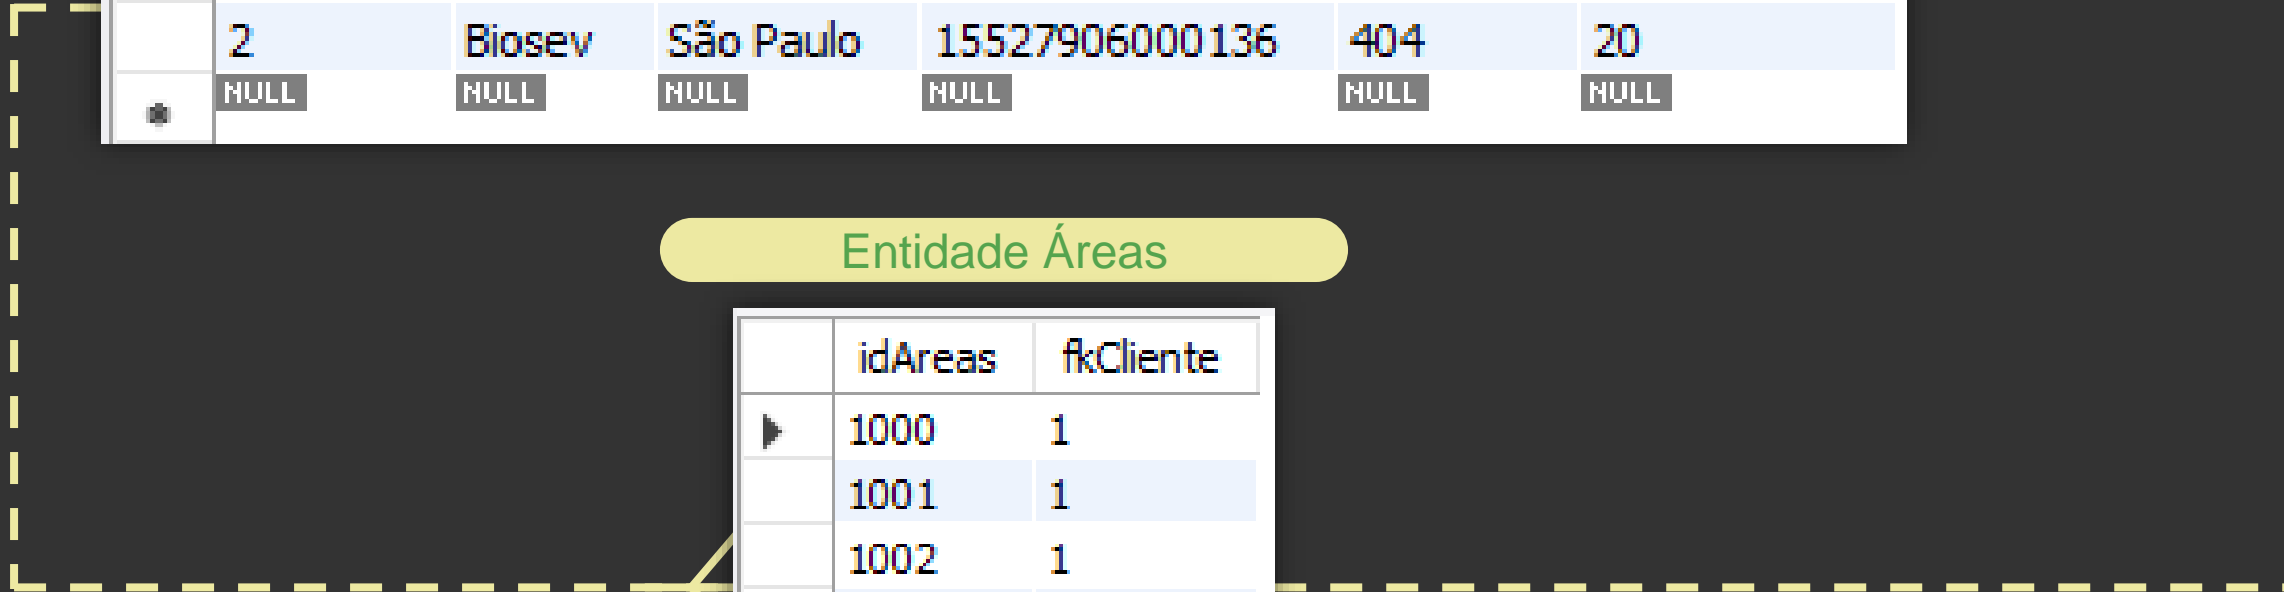 2 Biosev São Paulo 15527906000136 404 20
NULL NULL NULL NULL NULL NULL
Entidade Áreas
idAreas fkCliente
1000 1
1001 1
1002 1